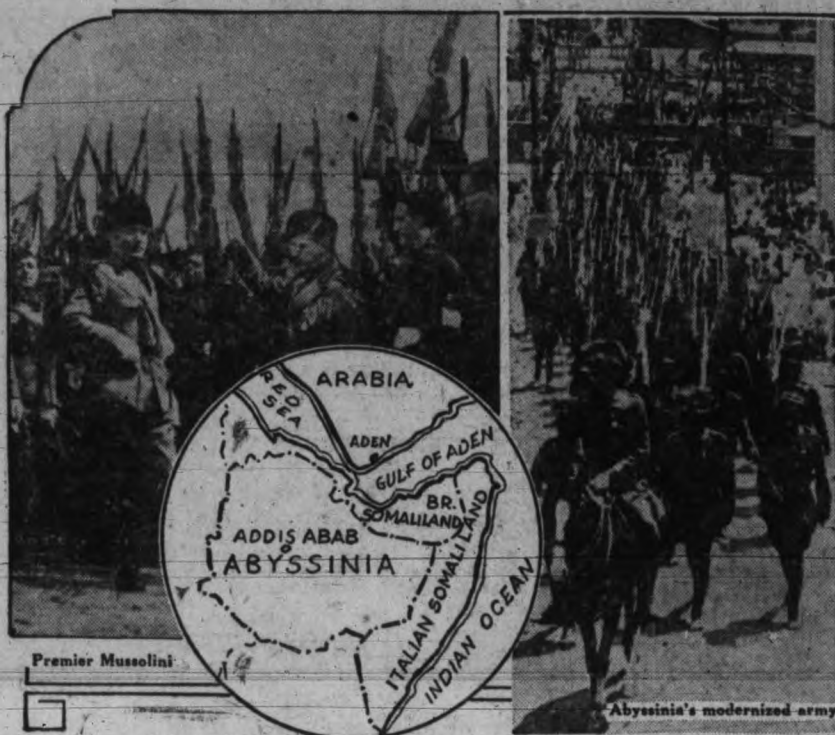 ARABIA
RED
SEA
ADEN
GULF OF ADEN
BR.
SOMALILAND
ADDIS ABAB
ABYSSINIA
ITALIAN SOMALILAND
INDIAN OCEAN
Premier Mussolini
Abyssinia's modernized army